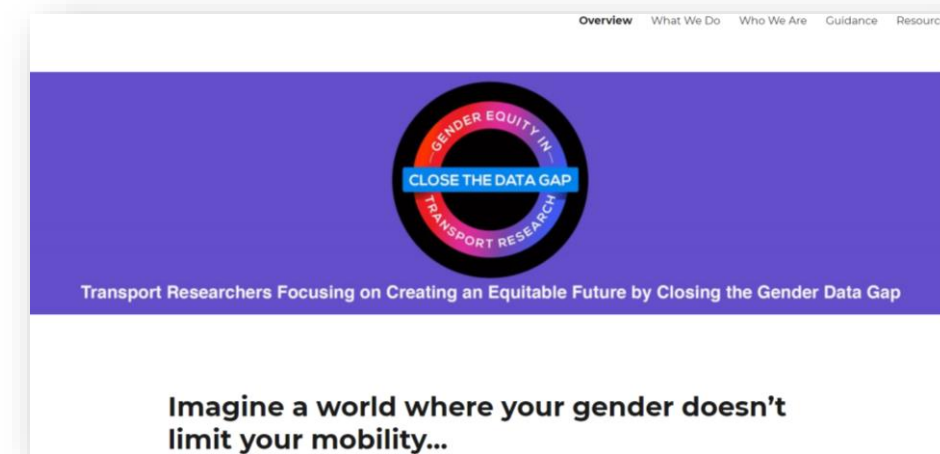 Overview What We Do Who We Are Guidance
GENDER EQUITY IN
CLOSE THE DATA GAP
TRANSPORT RESEARCH
Transport Researchers Focusing on Creating an Equitable Future by Closing the Gender Data Gap
Imagine a world where your gender doesn’t
limit your mobility...